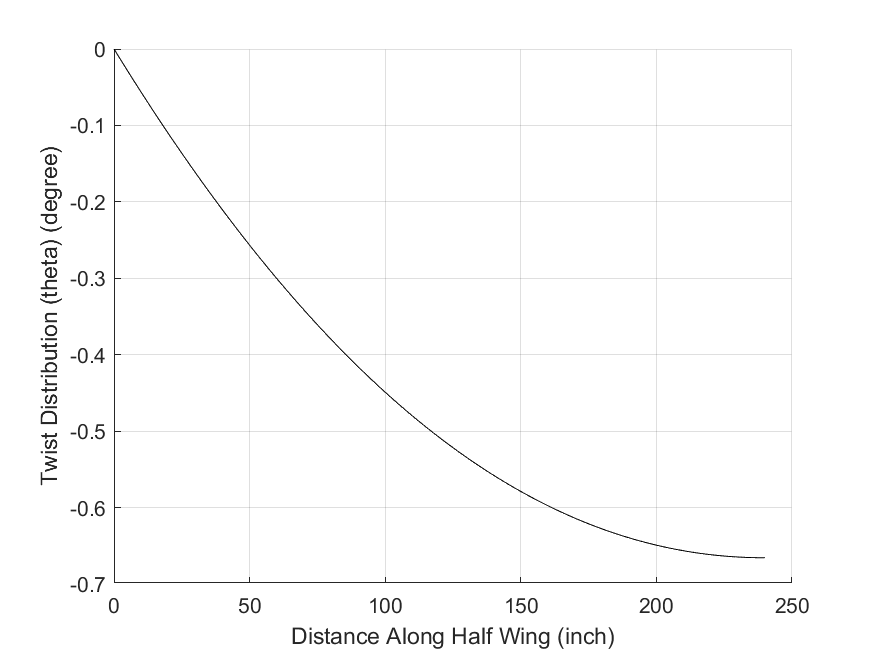 0
-0.1
-0.2
-0.3
-0.4
-0.5
-0.6
-0.7
Twist Distribution (theta) (degree)
0 50 100 150 200 250
Distance Along Half Wing (inch)